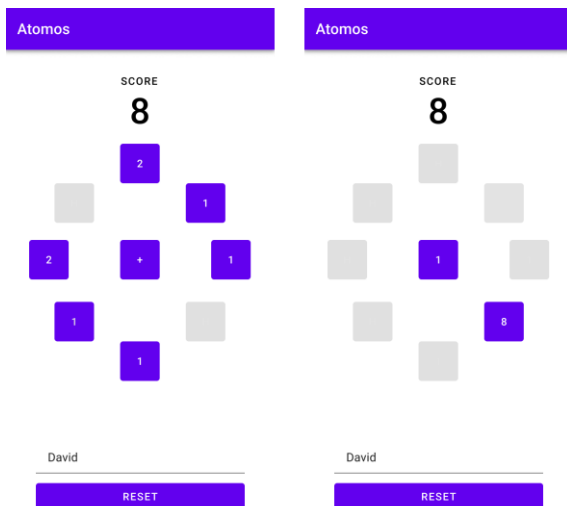 Atomos
SCORE
8
2
1
2
+
1
1
1
David
RESET
Atomos
SCORE
8
1
8
David
RESET